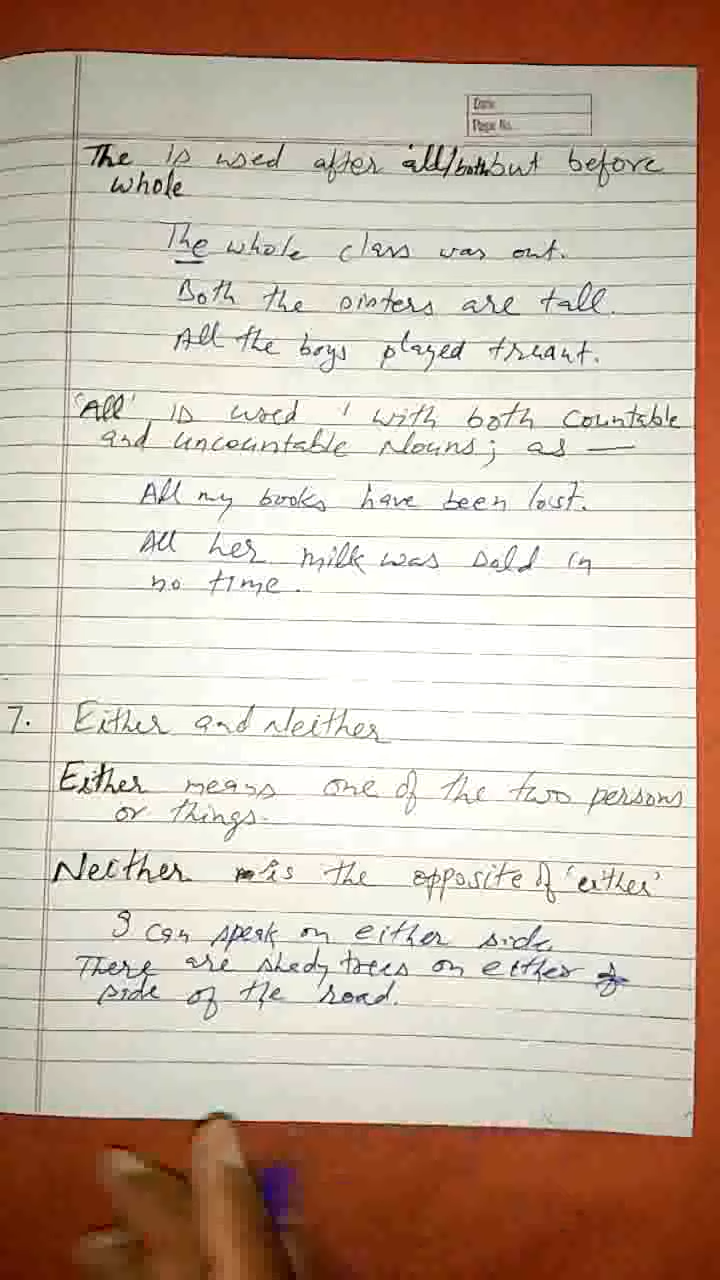 Date
Page No.
The is used after all/both but before
whole
The whole class was out.
Both the sisters are tall.
All the boys played truant.
'All' is used with both countable
and uncountable Nouns; as —
All my books have been lost.
All her milk was sold in
no time.
7. Either and Neither
Either means one of the two persons
or things.
Neither is the opposite of 'either'
I can speak on either side.
There are shedy trees on either
side of the road.